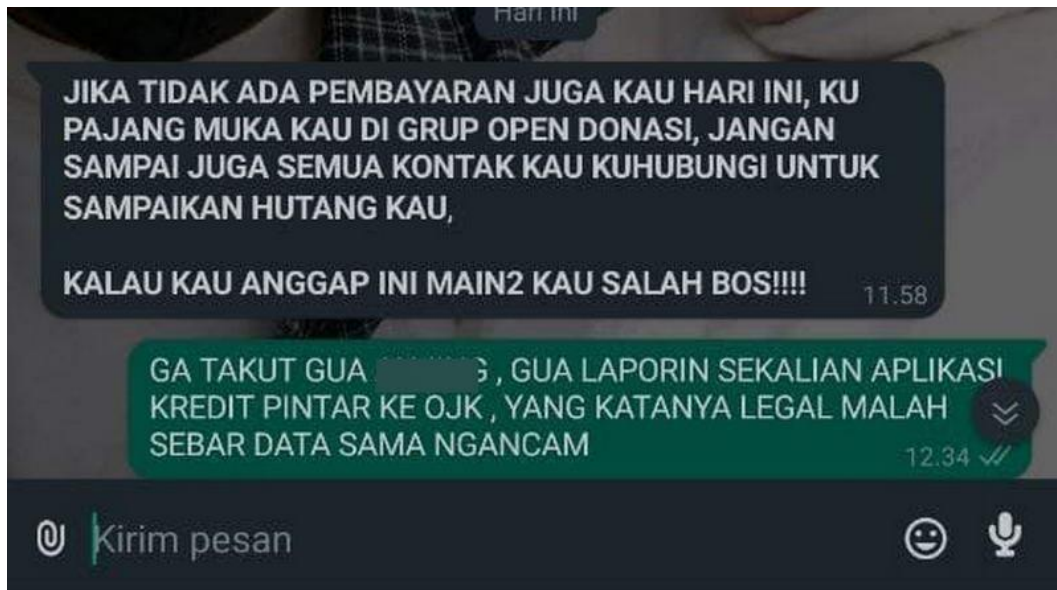 Hari Ini
JIKA TIDAK ADA PEMBAYARAN JUGA KAU HARI INI, KU
PAJANG MUKA KAU DI GRUP OPEN DONASI, JANGAN
SAMPAI JUGA SEMUA KONTAK KAU KUHUBUNGI UNTUK
SAMPAIKAN HUTANG KAU,
KALAU KAU ANGGAP INI MAIN2 KAU SALAH BOS!!!!
11.58
GA TAKUT GUA , GUA LAPORIN SEKALIAN APLIKASI
KREDIT PINTAR KE OJK , YANG KATANYA LEGAL MALAH
SEBAR DATA SAMA NGANCAM
12.34
Kirim pesan